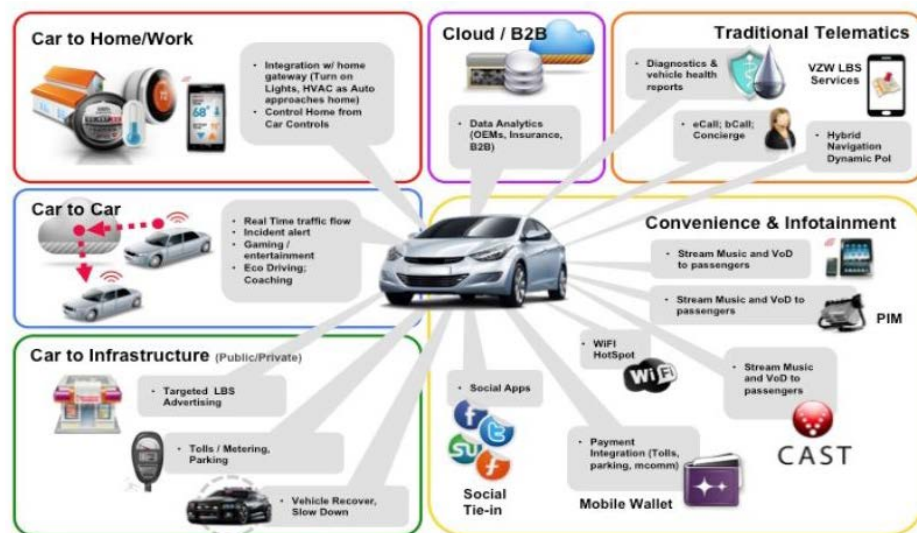 Car to Home/Work
• Integration w/ home
gateway (Turn on
Lights, HVAC as Auto
approaches home)
• Control Home from
Car Controls
Cloud / B2B
• Data Analytics
(OEMs, Insurance,
B2B)
Traditional Telematics
• Diagnostics &
vehicle health
reports
• eCall; bCall;
Concierge
VZW LBS
Services
• Hybrid
Navigation
Dynamic PoI
Car to Car
• Real Time traffic flow
• Incident alert
• Gaming /
entertainment
• Eco Driving;
Coaching
Convenience & Infotainment
• Stream Music and VoD
to passengers
• Stream Music and VoD to
passengers
PIM
• WiFI
HotSpot
Wi Fi
• Stream Music
and VoD to
passengers
CAST
• Social Apps
f
t
SU
f
Social
Tie-in
• Payment
Integration (Tolls,
parking, mcomm)
Mobile Wallet
Car to Infrastructure (Public/Private)
• Targeted LBS
Advertising
• Tolls / Metering,
Parking
• Vehicle Recover,
Slow Down